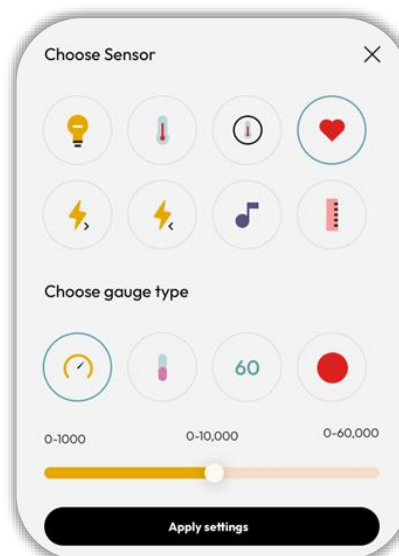 Choose Sensor
Choose gauge type
60
0-1000 0-10,000 0-60,000
Apply settings